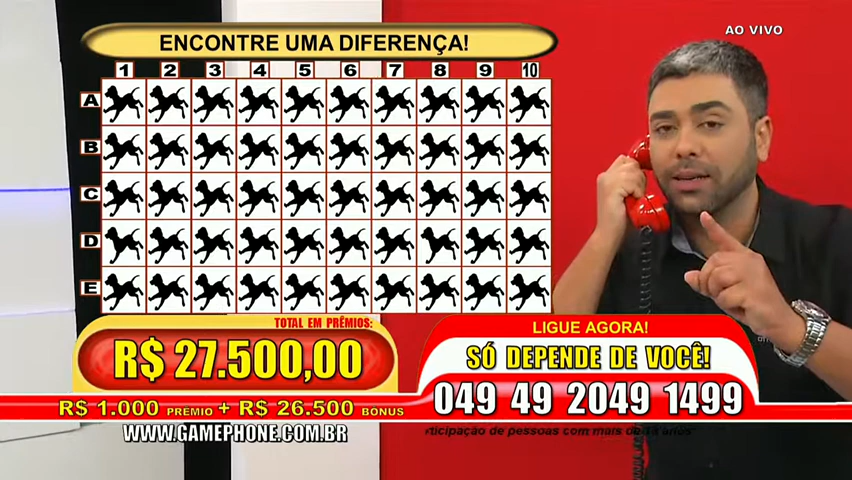 AO VIVO
ENCONTRE UMA DIFERENÇA!
1 2 3 4 5 6 7 8 9 10
A
B
C
D
E
TOTAL EM PRÊMIOS:
R$ 27.500,00
R$ 1.000 PRÊMIO + R$ 26.500 BONUS
WWW.GAMEPHONE.COM.BR
LIGUE AGORA!
SÓ DEPENDE DE VOCÊ!
049 49 2049 1499
rticipação de pessoas com mais de